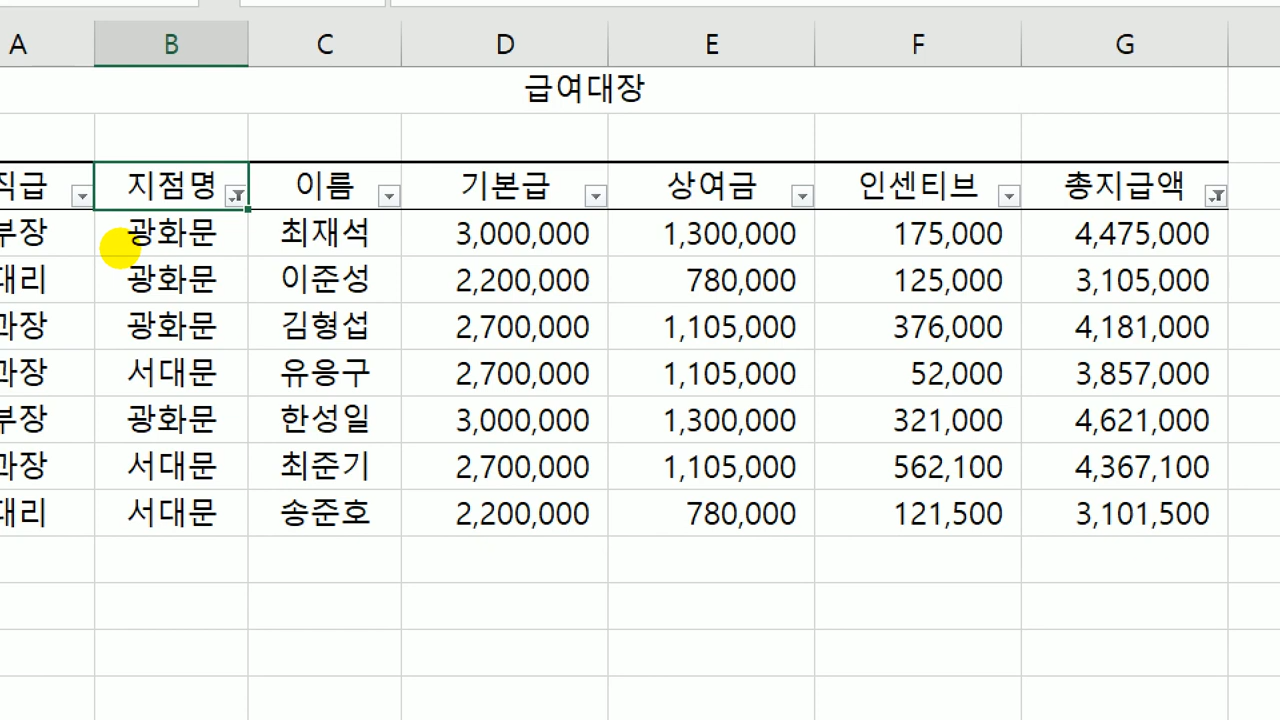 A B C D E F G
급여대장
직급 지점명 이름 기본급 상여금 인센티브 총지급액
부장 광화문 최재석 3,000,000 1,300,000 175,000 4,475,000
대리 광화문 이준성 2,200,000 780,000 125,000 3,105,000
과장 광화문 김형섭 2,700,000 1,105,000 376,000 4,181,000
과장 서대문 유응구 2,700,000 1,105,000 52,000 3,857,000
부장 광화문 한성일 3,000,000 1,300,000 321,000 4,621,000
과장 서대문 최준기 2,700,000 1,105,000 562,100 4,367,100
대리 서대문 송준호 2,200,000 780,000 121,500 3,101,500